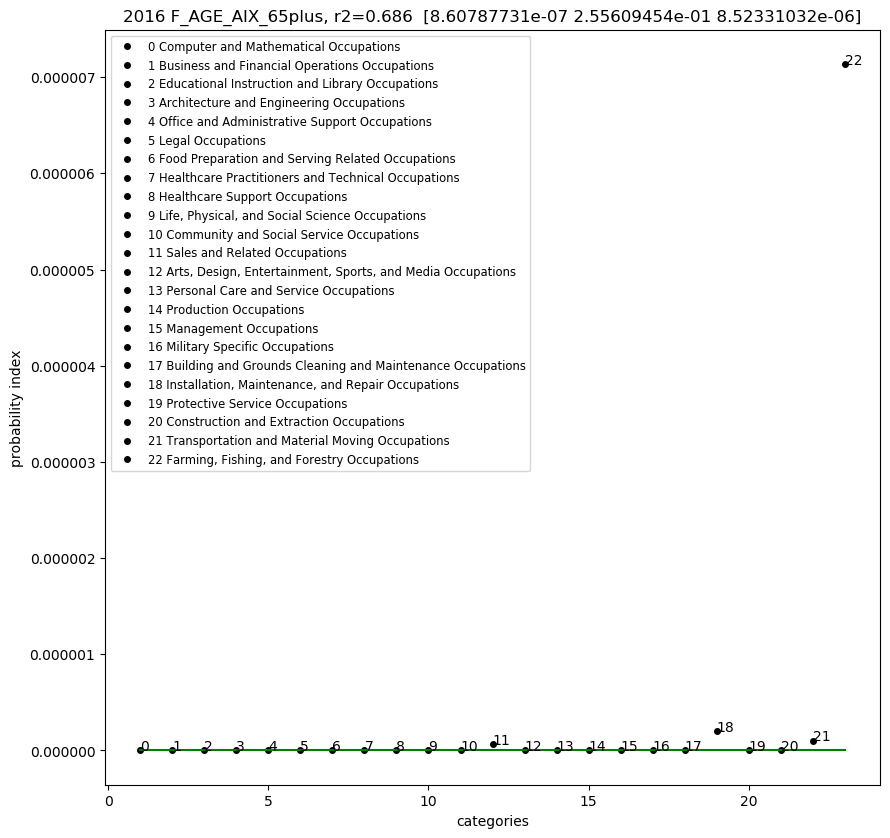 2016 F_AGE_AIX_65plus, r2=0.686 [8.60787731e-07 2.55609454e-01 8.52331032e-06]
0 Computer and Mathematical Occupations
1 Business and Financial Operations Occupations
2 Educational Instruction and Library Occupations
3 Architecture and Engineering Occupations
4 Office and Administrative Support Occupations
5 Legal Occupations
6 Food Preparation and Serving Related Occupations
7 Healthcare Practitioners and Technical Occupations
8 Healthcare Support Occupations
9 Life, Physical, and Social Science Occupations
10 Community and Social Service Occupations
11 Sales and Related Occupations
12 Arts, Design, Entertainment, Sports, and Media Occupations
13 Personal Care and Service Occupations
14 Production Occupations
15 Management Occupations
16 Military Specific Occupations
17 Building and Grounds Cleaning and Maintenance Occupations
18 Installation, Maintenance, and Repair Occupations
19 Protective Service Occupations
20 Construction and Extraction Occupations
21 Transportation and Material Moving Occupations
22 Farming, Fishing, and Forestry Occupations
22
0.000007
0.000006
0.000005
0.000004
0.000003
0.000002
0.000001
0.000000
probability index
0 1 2 3 4 5 6 7 8 9 10 11 12 13 14 15 16 17 18 19 20 21
0 5 10 15 20
categories